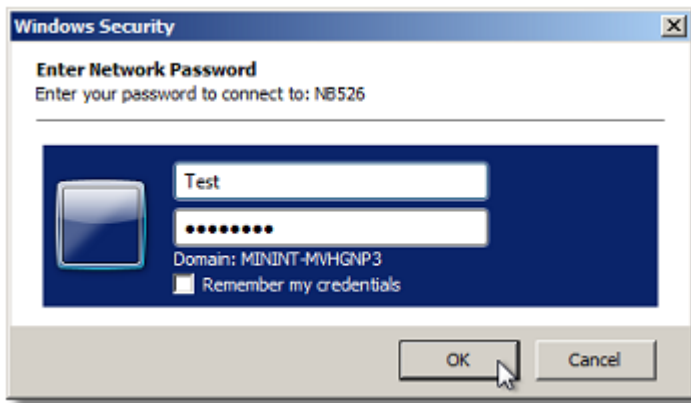 Windows Security
Enter Network Password
Enter your password to connect to: NB526
Test
••••••••
Domain: MININT-MVHGNP3
Remember my credentials
OK
Cancel